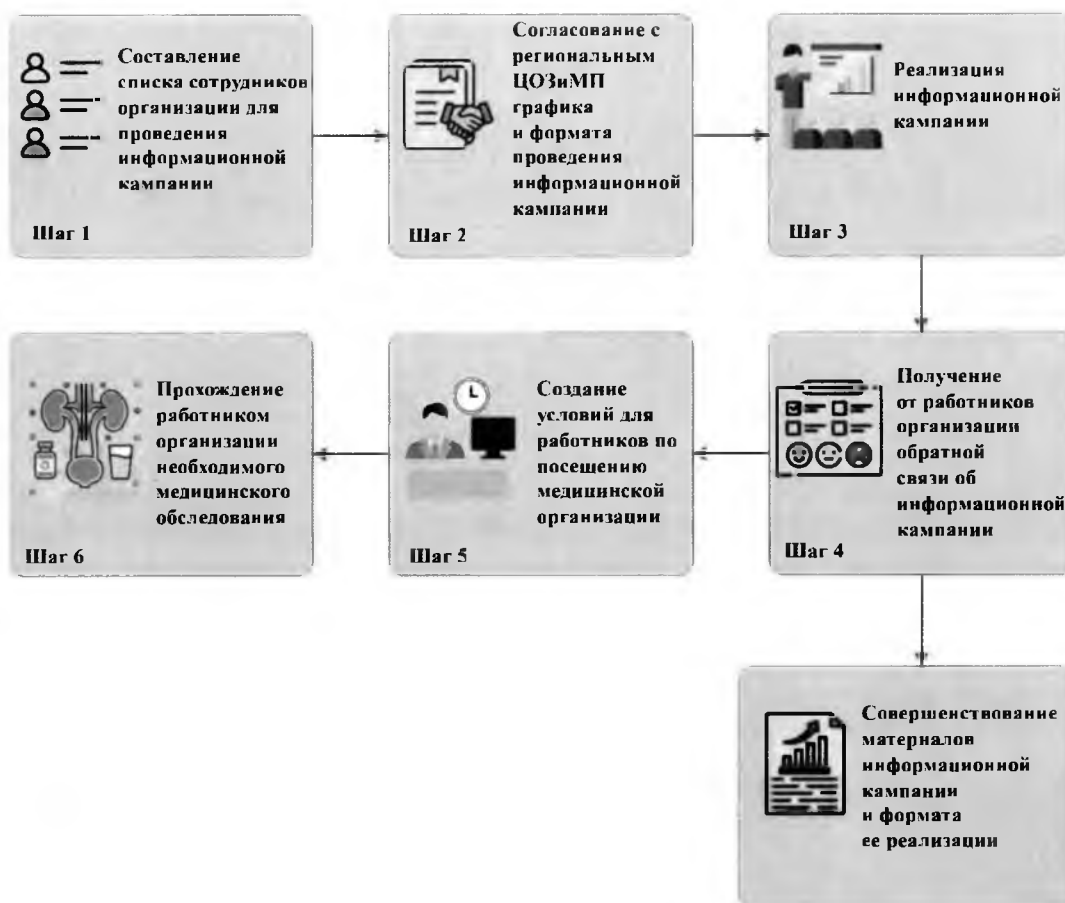 Составление
списка сотрудников
организации для
проведения
информационной
кампании
Шаг 1
Согласование с
региональным
ЦОЗиМП
графика
и формата
проведения
информационной
кампании
Шаг 2
Реализация
информационной
кампании
Шаг 3
Получение
от работников
организации
обратной
связи об
информационной
кампании
Шаг 4
Создание
условий для
работников по
посещению
медицинской
организации
Шаг 5
Прохождение
работником
организации
необходимого
медицинского
обследования
Шаг 6
Совершенствование
материалов
информационной
кампании
и формата
ее реализации